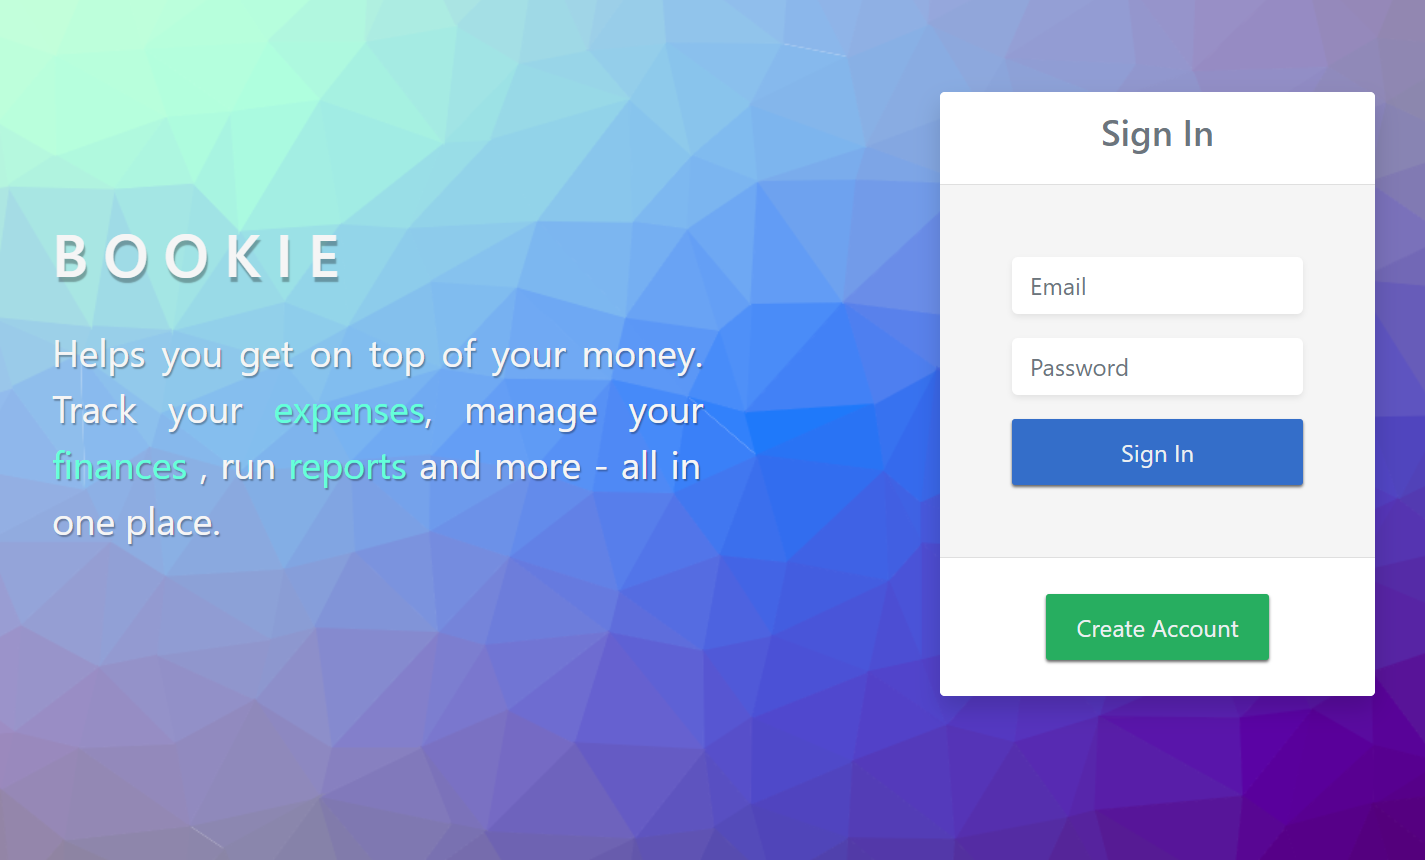 BOOKIE
Helps you get on top of your money.
Track your expenses, manage your
finances , run reports and more - all in
one place.
Sign In
Email
Password
Sign In
Create Account